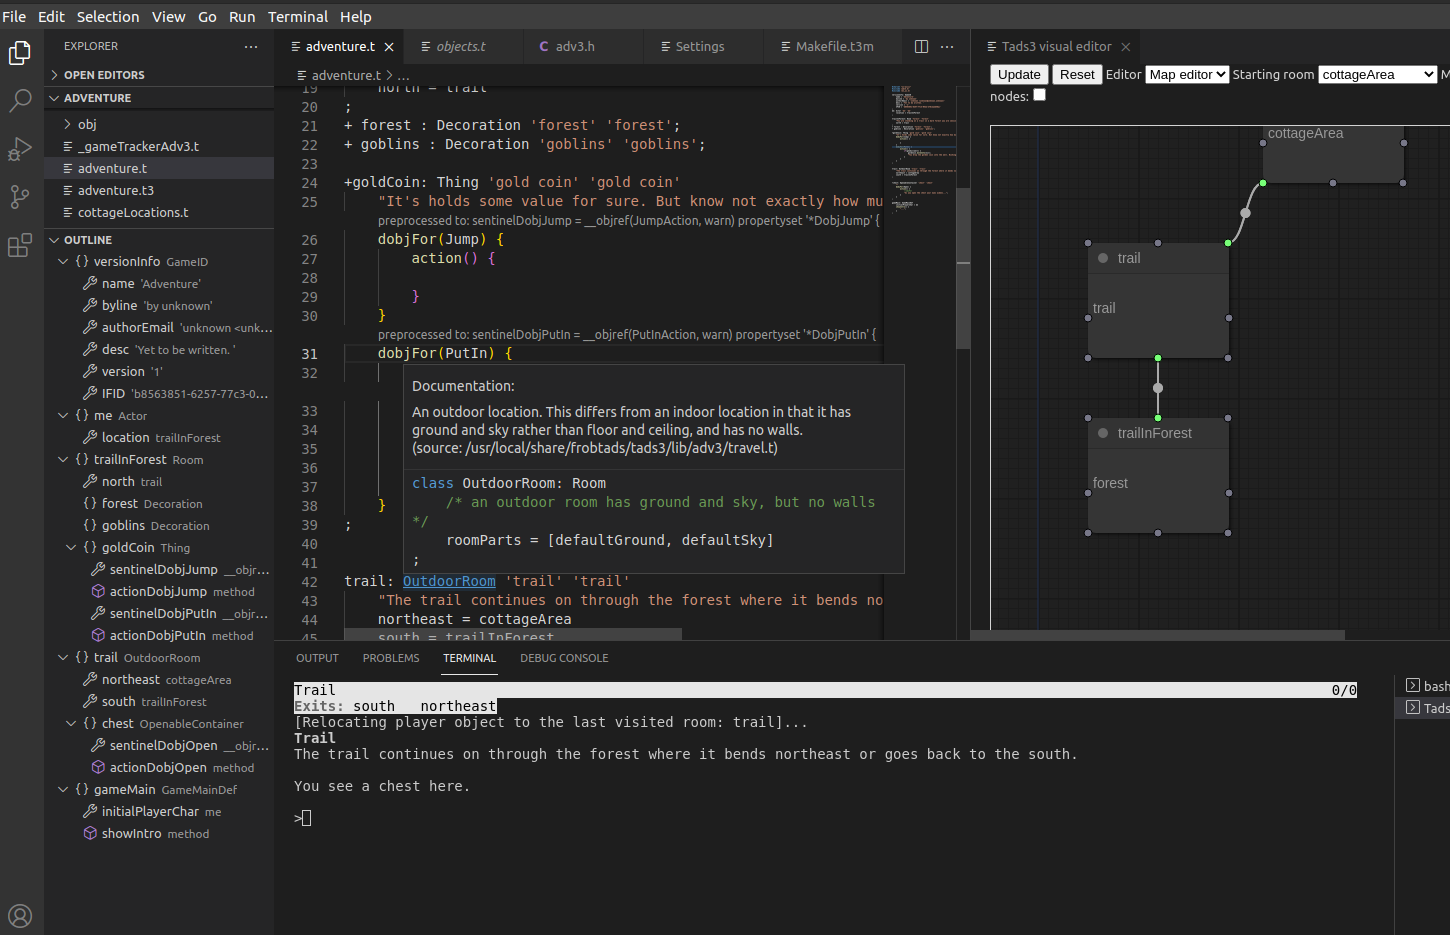 File Edit Selection View Go Run Terminal Help
EXPLORER ...
OPEN EDITORS
ADVENTURE
obj
_gameTrackerAdv3.t
adventure.t
adventure.t3
cottageLocations.t
OUTLINE
{} versionInfo GameID
name 'Adventure'
byline 'by unknown'
authorEmail 'unknown <unk...
desc 'Yet to be written. '
version '1'
IFID 'b8563851-6257-77c3-0...
{} me Actor
location trailInForest
{} trailInForest Room
north trail
{} forest Decoration
{} goblins Decoration
{} goldCoin Thing
sentinelDobjJump __objr...
actionDobjJump method
sentinelDobjPutIn __objr...
actionDobjPutIn method
{} trail OutdoorRoom
northeast cottageArea
south trailInForest
{} chest OpenableContainer
sentinelDobjOpen __objr...
actionDobjOpen method
{} gameMain GameMainDef
initialPlayerChar me
showIntro method
adventure.t
objects.t
C adv3.h
Settings
Makefile.t3m
...
adventure.t > ...
19 north = trail
20 ;
21 + forest : Decoration 'forest' 'forest';
22 + goblins : Decoration 'goblins' 'goblins';
23
24 +goldCoin: Thing 'gold coin' 'gold coin'
25 "It's holds some value for sure. But know not exactly how mu
preprocessed to: sentinelDobjJump = __objref(JumpAction, warn) propertyset '*DobjJump' {
26 dobjFor(Jump) {
27 action() {
28
29 }
30 }
preprocessed to: sentinelDobjPutIn = __objref(PutInAction, warn) propertyset '*DobjPutIn' {
31 dobjFor(PutIn) {
32
33
34
35
36
37
38 }
39 ;
40
41
Documentation:
An outdoor location. This differs from an indoor location in that it has
ground and sky rather than floor and ceiling, and has no walls.
(source: /usr/local/share/frobtads/tads3/lib/adv3/travel.t)
class OutdoorRoom: Room
/* an outdoor room has ground and sky, but no walls
*/
roomParts = [defaultGround, defaultSky]
;
42 trail: OutdoorRoom 'trail' 'trail'
43 "The trail continues on through the forest where it bends no
44 northeast = cottageArea
45 south = trailInForest
Tads3 visual editor
Update Reset Editor Map editor Starting room cottageArea M
nodes:
cottageArea
trail
trail
trailInForest
forest
OUTPUT PROBLEMS TERMINAL DEBUG CONSOLE
Trail 0/0
Exits: south northeast
[Relocating player object to the last visited room: trail]...
Trail
The trail continues on through the forest where it bends northeast or goes back to the south.
You see a chest here.
>
bash
Tads